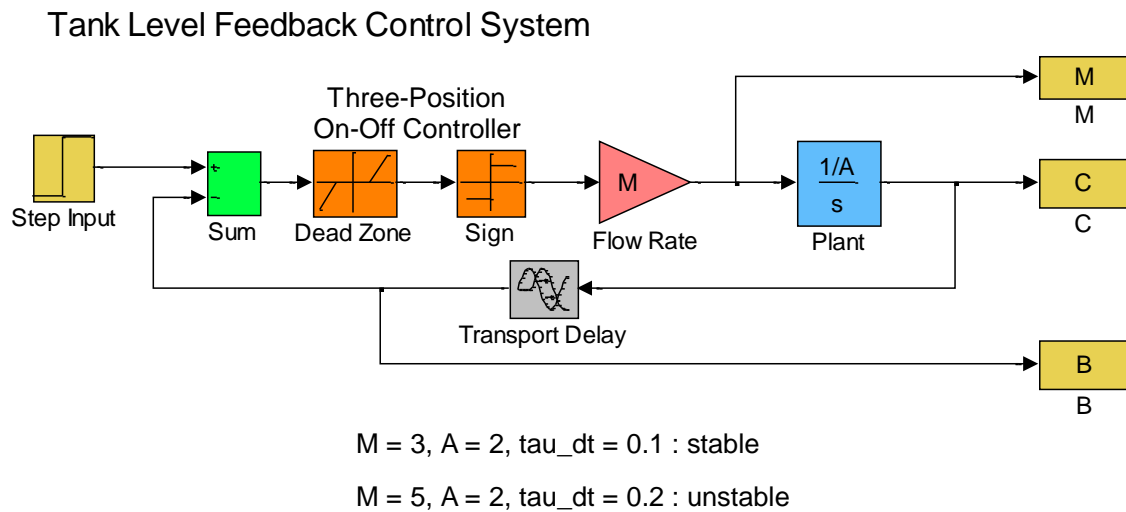 Tank Level Feedback Control System
M
M
Three-Position
On-Off Controller
+
−
Step Input
Sum
Dead Zone
Sign
M
Flow Rate
1/A
s
Plant
C
C
Transport Delay
B
B
M = 3, A = 2, tau_dt = 0.1 : stable
M = 5, A = 2, tau_dt = 0.2 : unstable